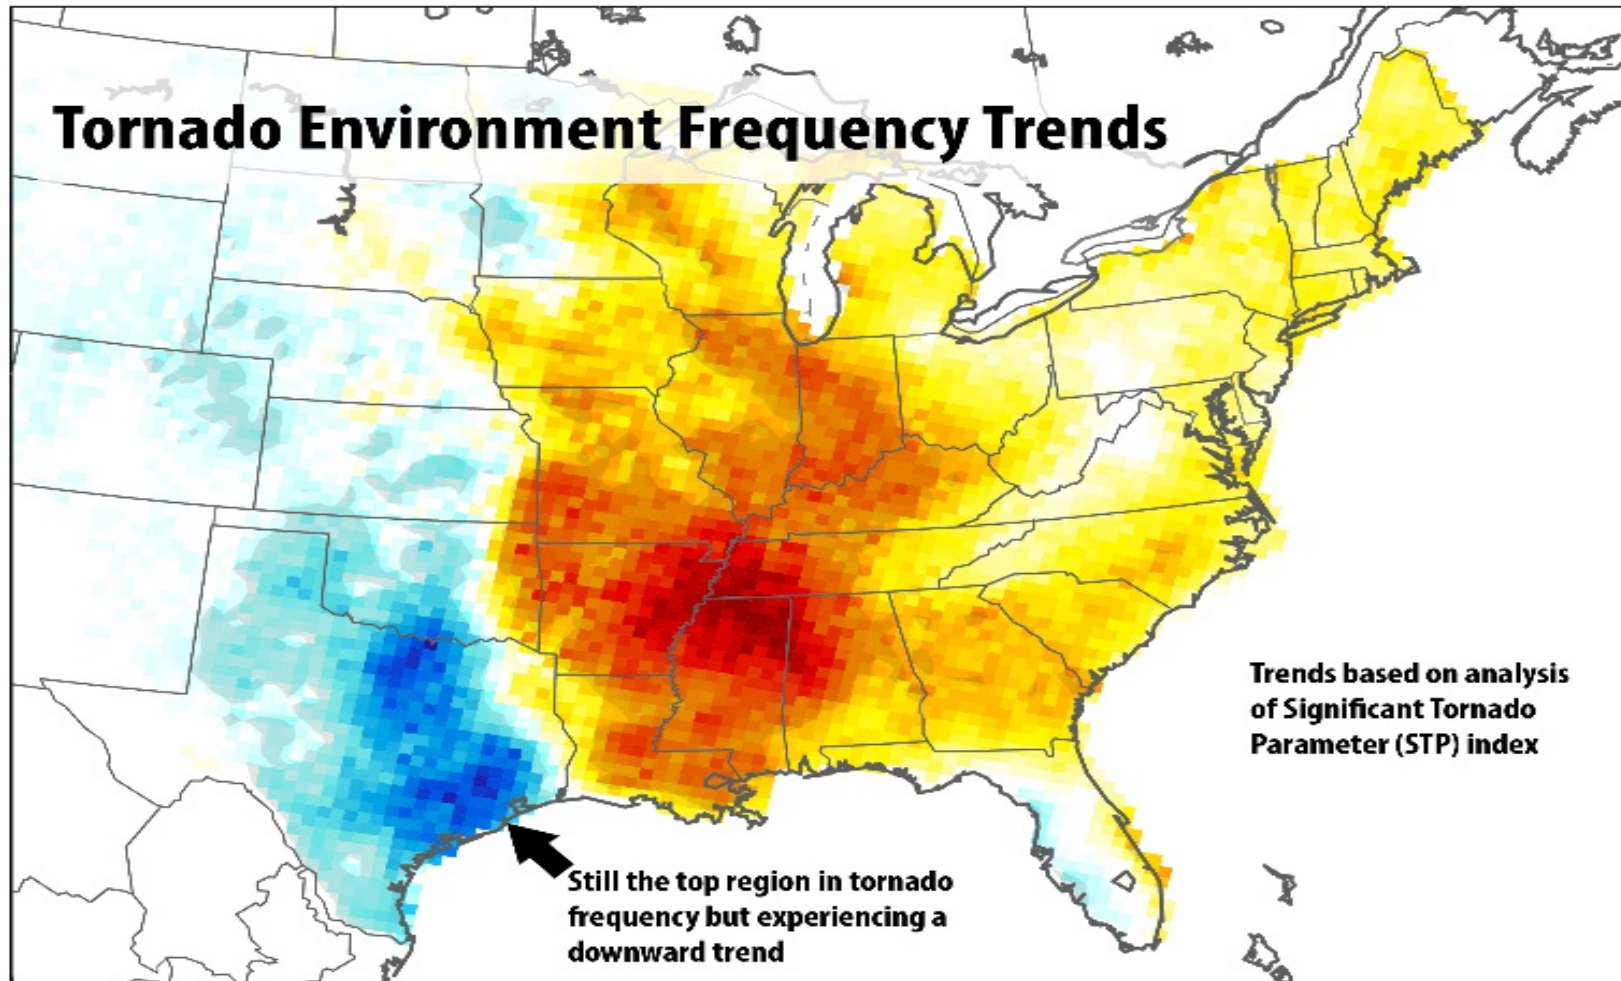 Tornado Environment Frequency Trends
Trends based on analysis
of Significant Tornado
Parameter (STP) index
Still the top region in tornado
frequency but experiencing a
downward trend